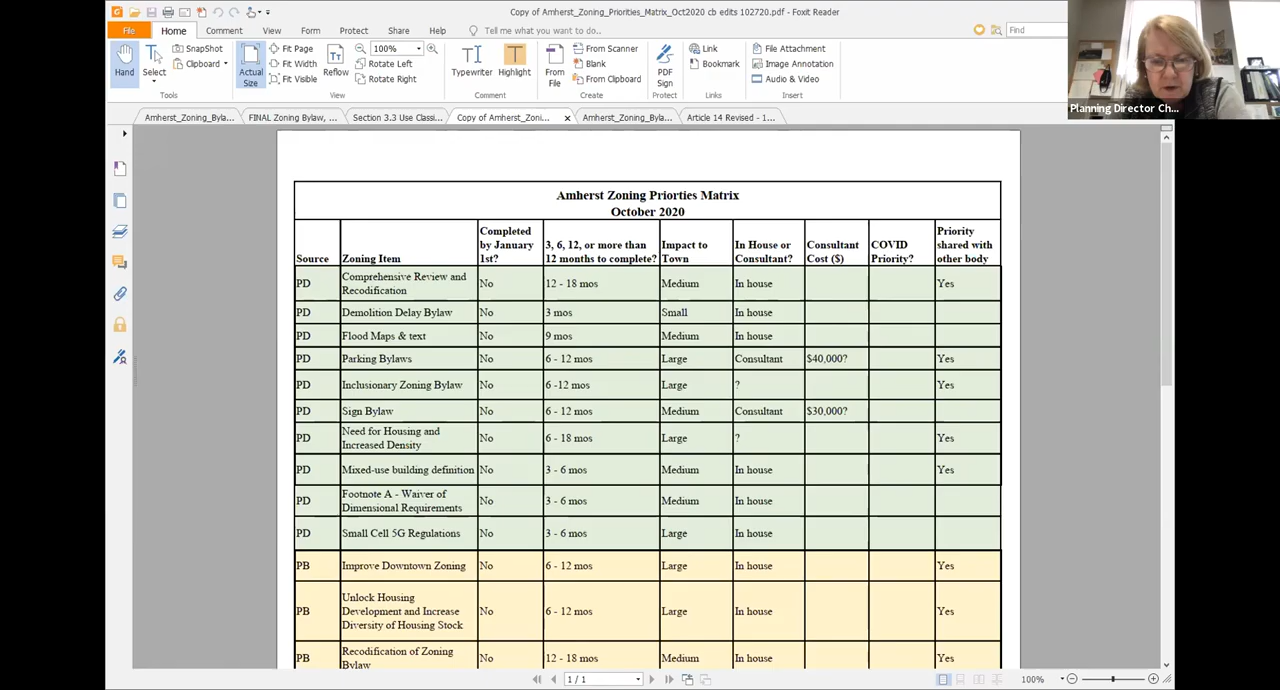 Copy of Amherst_Zoning_Priorities_Matrix_Oct2020 cb edits 102720.pdf - Foxit Reader
File Home Comment View Form Protect Share Help Tell me what you want to do... Find
Hand
Select
SnapShot
Clipboard
Actual
Size
Fit Page
Fit Width
Fit Visible
Reflow
100%
Rotate Left
Rotate Right
Typewriter
Highlight
From
File
From Scanner
Blank
From Clipboard
PDF
Sign
Link
Bookmark
File Attachment
Image Annotation
Audio & Video
Tools View Comment Create Protect Links Insert
Planning Director Ch...
Amherst_Zoning_Byla... FINAL Zoning Bylaw, ... Section 3.3 Use Classi... Copy of Amherst_Zoni... Amherst_Zoning_Byla... Article 14 Revised - 1...
Amherst Zoning Priorties Matrix
October 2020
Source
Zoning Item
Completed
by January
1st?
3, 6, 12, or more than
12 months to complete?
Impact to
Town
In House or
Consultant?
Consultant
Cost ($)
COVID
Priority?
Priority
shared with
other body
PD Comprehensive Review and
Recodification No 12 - 18 mos Medium In house Yes
PD Demolition Delay Bylaw No 3 mos Small In house
PD Flood Maps & text No 9 mos Medium In house
PD Parking Bylaws No 6 - 12 mos Large Consultant $40,000? Yes
PD Inclusionary Zoning Bylaw No 6 -12 mos Large ? Yes
PD Sign Bylaw No 6 - 12 mos Medium Consultant $30,000?
PD Need for Housing and
Increased Density No 6 - 18 mos Large ? Yes
PD Mixed-use building definition No 3 - 6 mos Medium In house Yes
PD Footnote A - Waiver of
Dimensional Requirements No 3 - 6 mos Medium In house
PD Small Cell 5G Regulations No 3 - 6 mos Large In house
PB Improve Downtown Zoning No 6 - 12 mos Large In house Yes
PB Unlock Housing
Development and Increase
Diversity of Housing Stock No 6 - 12 mos Large In house Yes
PB Recodification of Zoning
Bylaw No 12 - 18 mos Medium In house Yes
1 / 1
100%